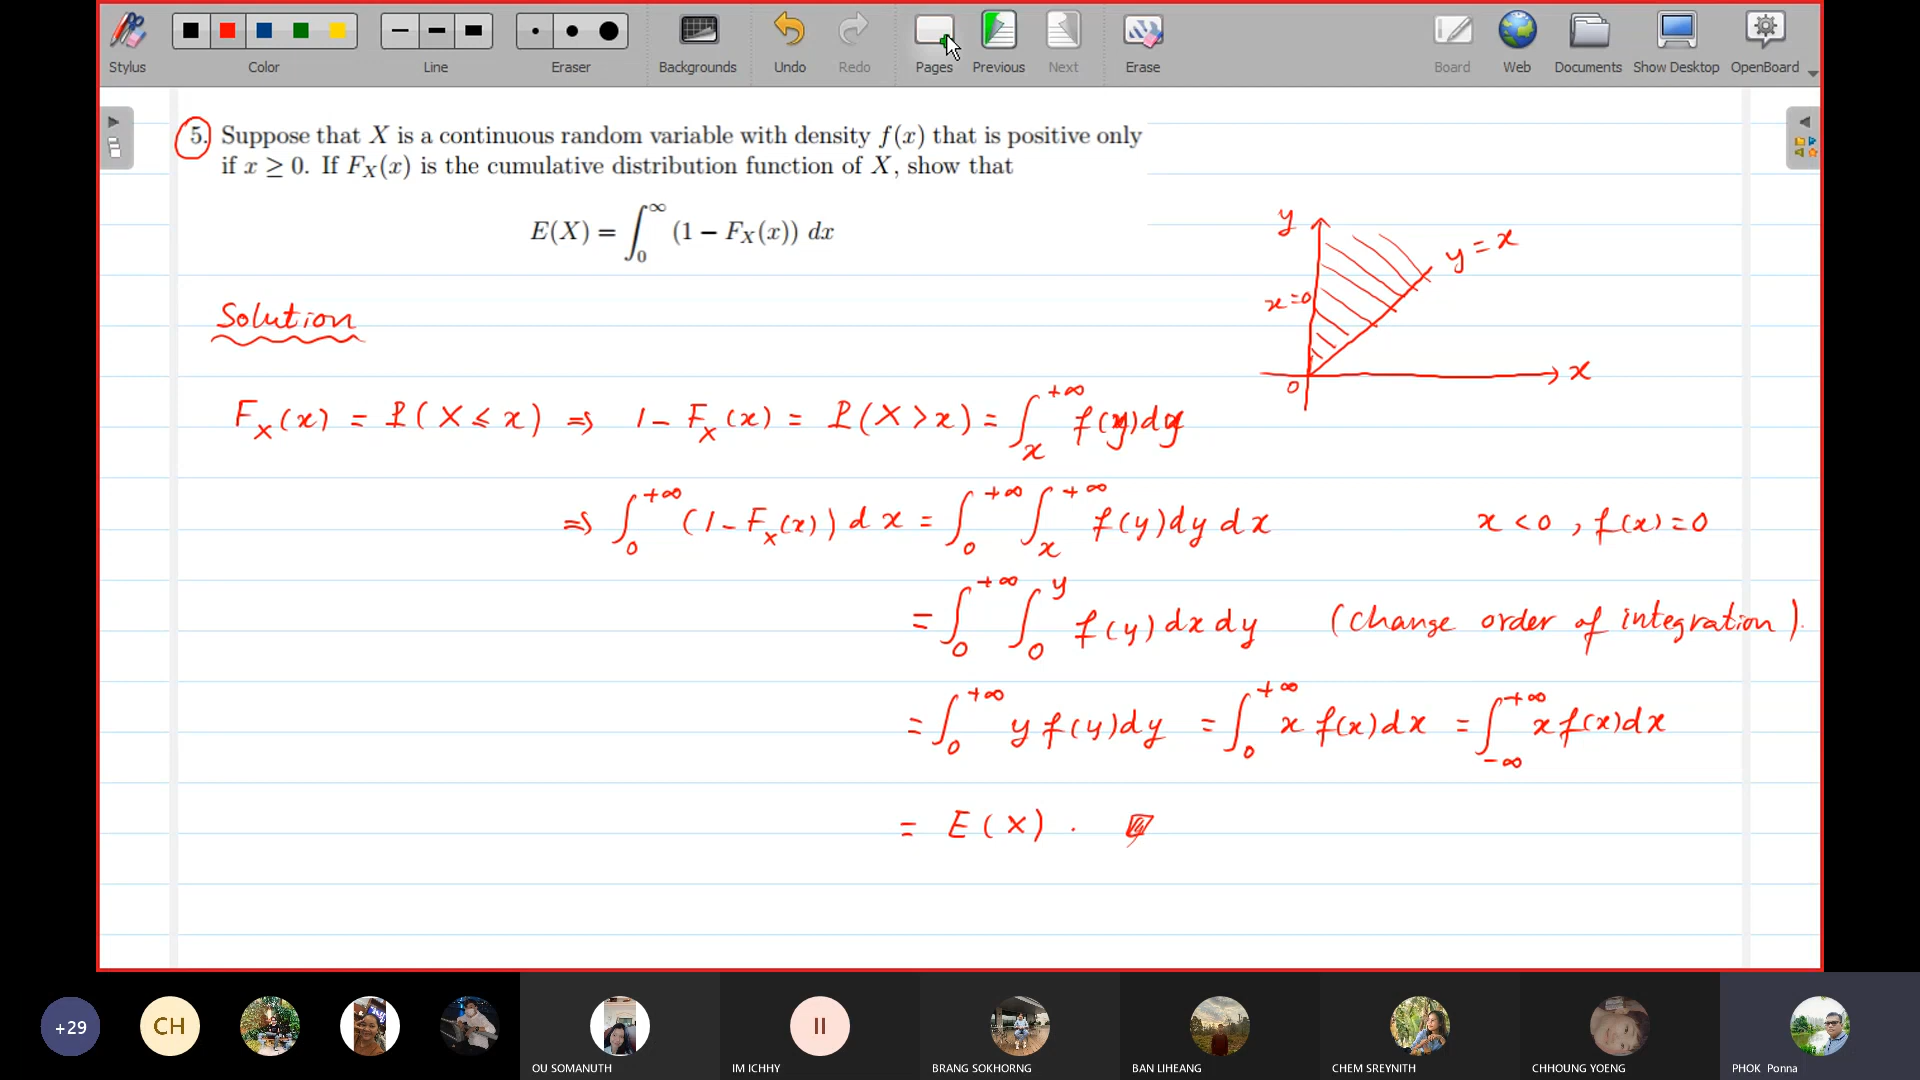 Stylus Color Line Eraser Backgrounds Undo Redo Pages Previous Next Erase Board Web Documents Show Desktop OpenBoard
5. Suppose that X is a continuous random variable with density f(x) that is positive only
if x ≥ 0. If F_X(x) is the cumulative distribution function of X, show that
E(X) = ∫_0^∞ (1 − F_X(x)) dx
y
y = x
x=0
0
x
Solution
F_X(x) = P(X ≤ x) ⇒ 1 − F_X(x) = P(X > x) = ∫_x^{+∞} f(y)dy
⇒ ∫_0^{+∞} (1 − F_X(x)) dx = ∫_0^{+∞} ∫_x^{+∞} f(y)dy dx
x < 0 , f(x) = 0
= ∫_0^{+∞} ∫_0^y f(y) dx dy (Change order of integration).
= ∫_0^{+∞} y f(y)dy = ∫_0^{+∞} x f(x)dx = ∫_{-∞}^{+∞} x f(x)dx
= E(X) .
+29
CH
II
OU SOMANUTH
IM ICHHY
BRANG SOKHORNG
BAN LIHEANG
CHEM SREYNITH
CHHOUNG YOENG
PHOK Ponna